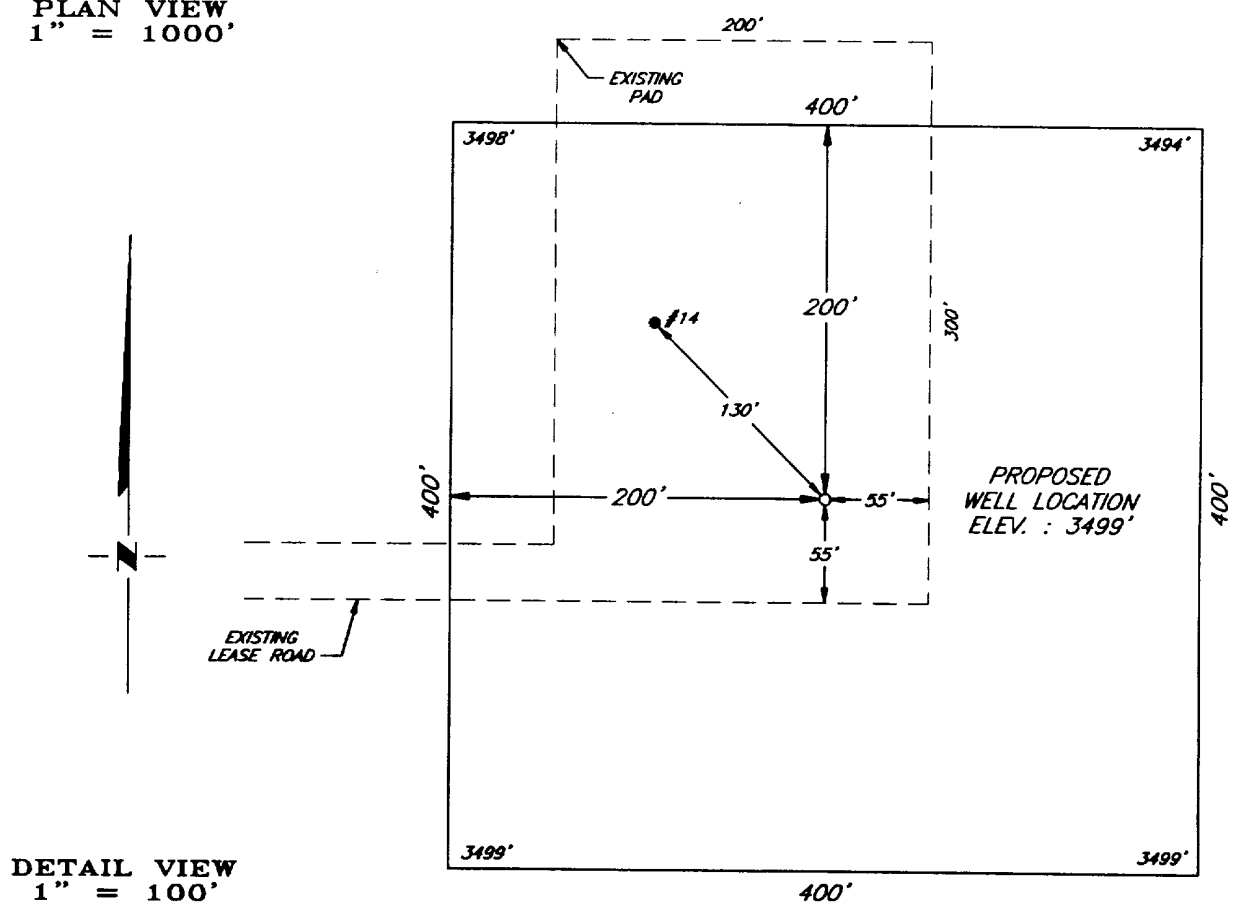 PLAN VIEW
1" = 1000'
200'
EXISTING
PAD
400'
3498'
3494'
#14
200'
300'
130'
400'
200'
55'
PROPOSED
WELL LOCATION
ELEV. : 3499'
400'
55'
N
EXISTING
LEASE ROAD
3499'
3499'
DETAIL VIEW
1" = 100'
400'